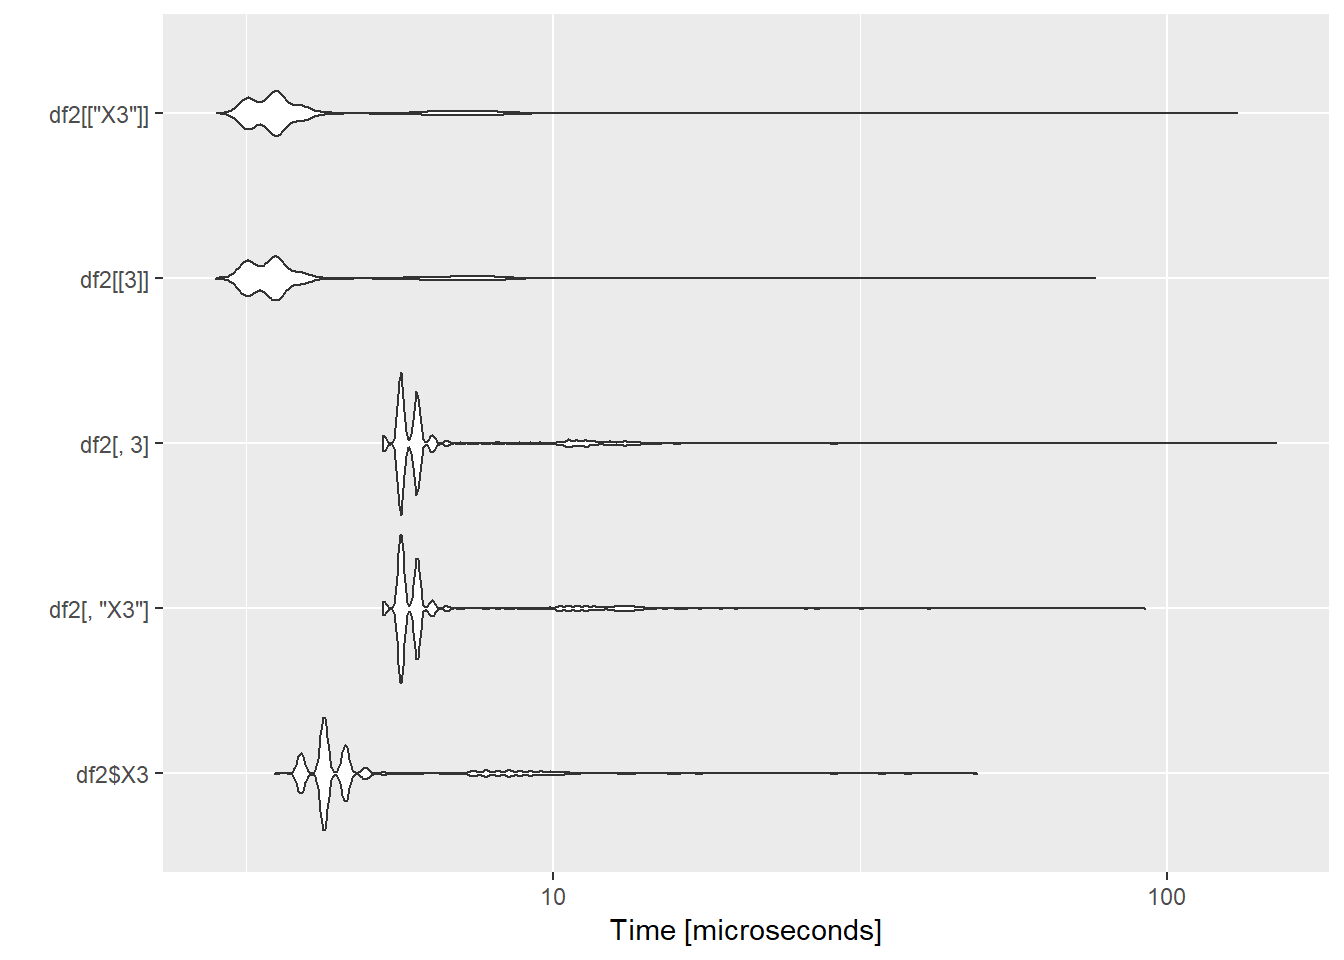 df2[["X3"]]
df2[[3]]
df2[, 3]
df2[, "X3"]
df2$X3
10
100
Time [microseconds]